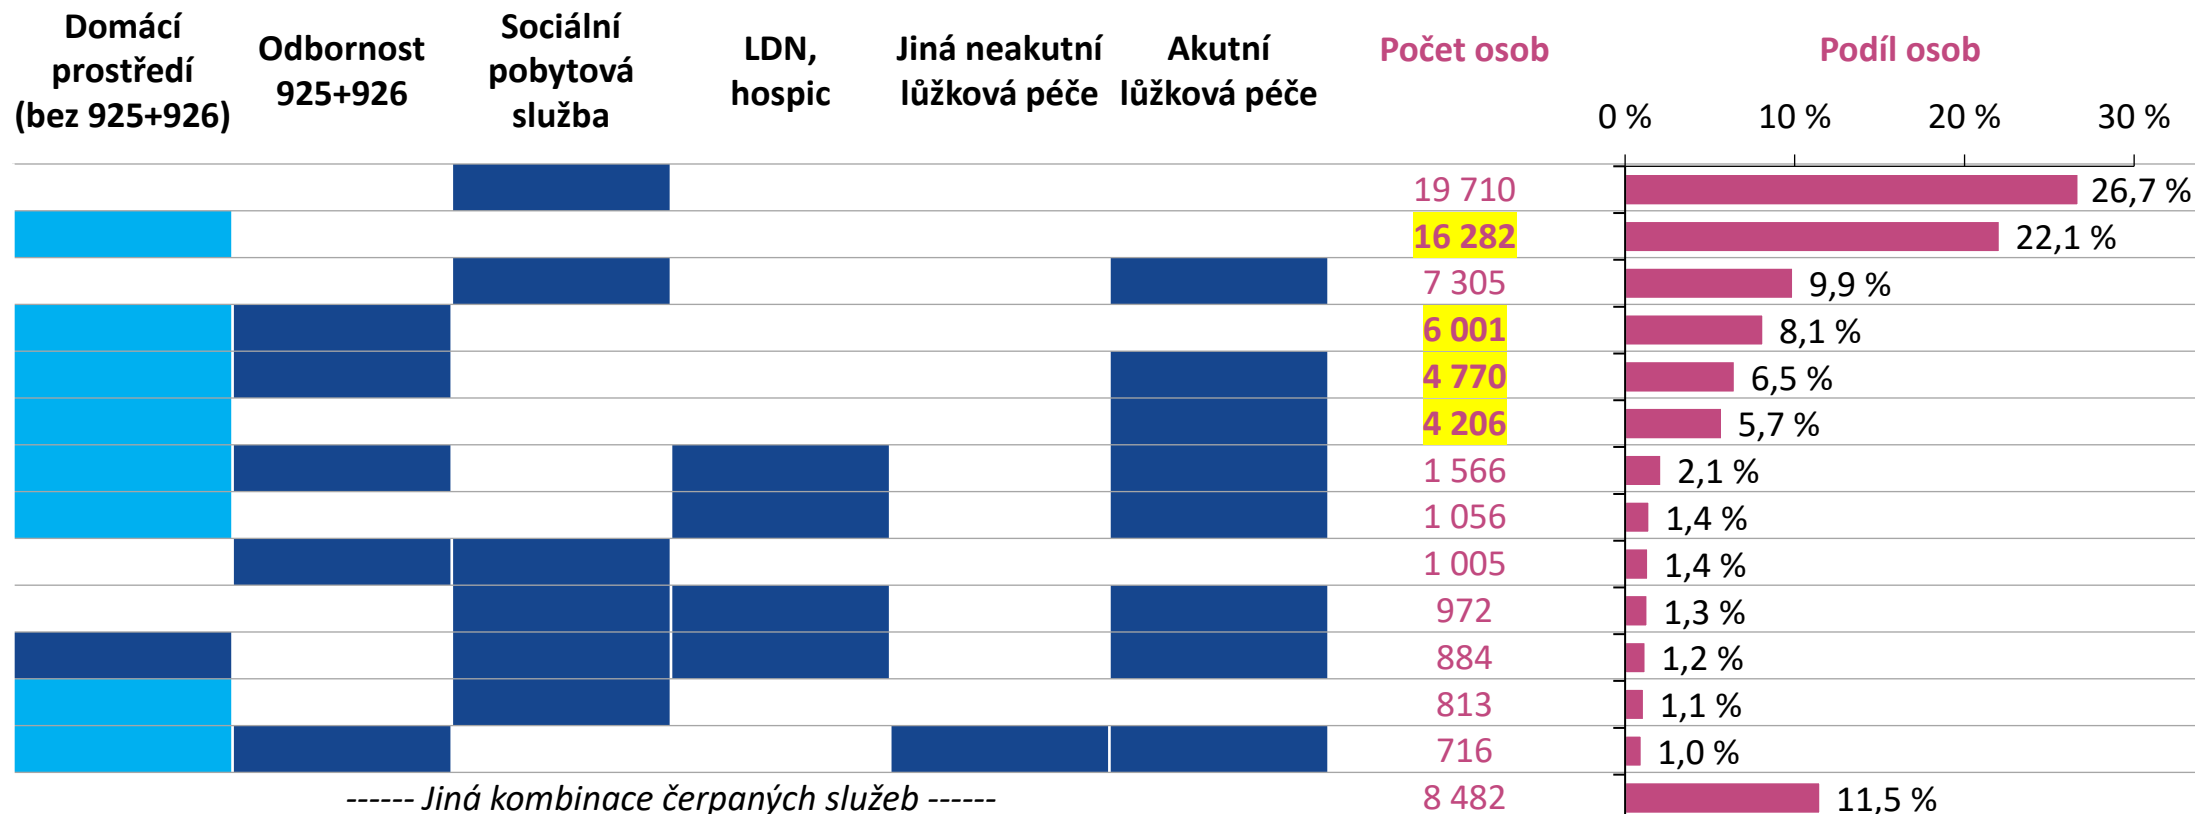 Domácí
prostředí
(bez 925+926)
Odbornost
925+926
Sociální
pobytová
služba
LDN,
hospic
Jiná neakutní
lůžková péče
Akutní
lůžková péče
Počet osob
Podíl osob
0 % 10 % 20 % 30 %
19 710 26,7 %
16 282 22,1 %
7 305 9,9 %
6 001 8,1 %
4 770 6,5 %
4 206 5,7 %
1 566 2,1 %
1 056 1,4 %
1 005 1,4 %
972 1,3 %
884 1,2 %
813 1,1 %
716 1,0 %
------ Jiná kombinace čerpaných služeb ------ 8 482 11,5 %